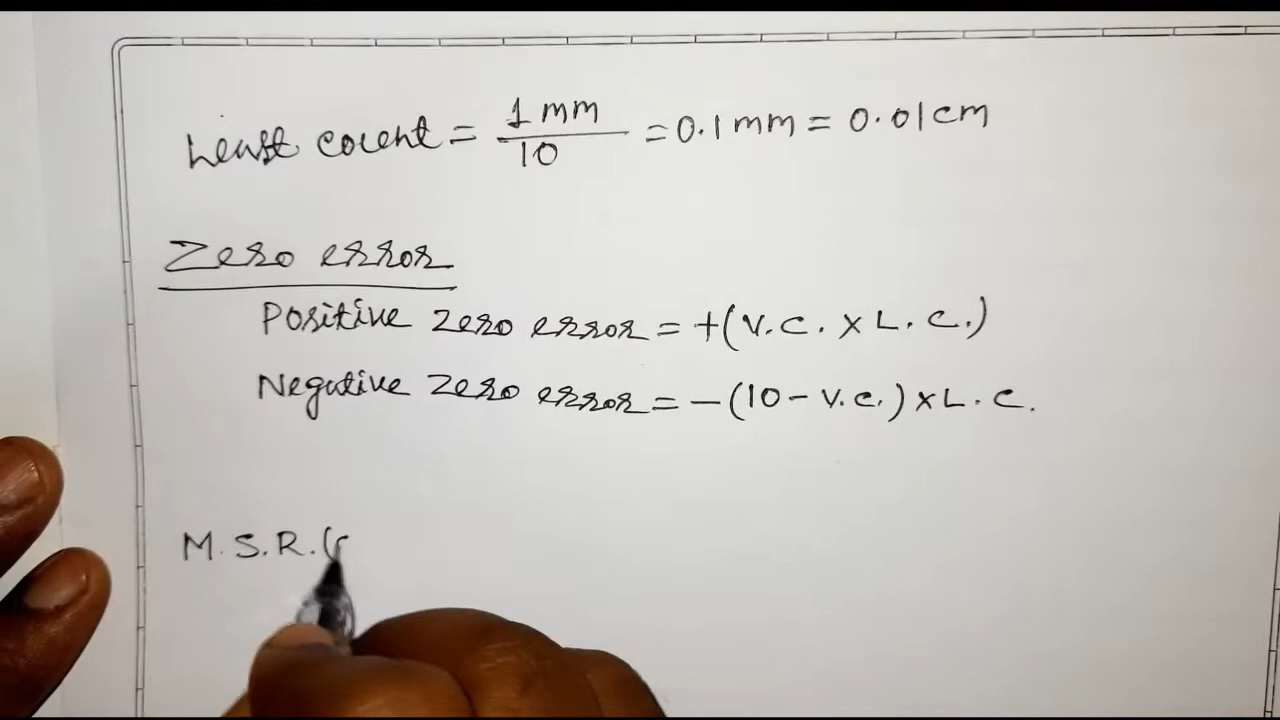 Least count = 1 mm / 10 = 0.1 mm = 0.01 cm
Zero error
Positive zero error = +(V.C. × L.C.)
Negative zero error = −(10 − V.C.) × L.C.
M.S.R. (